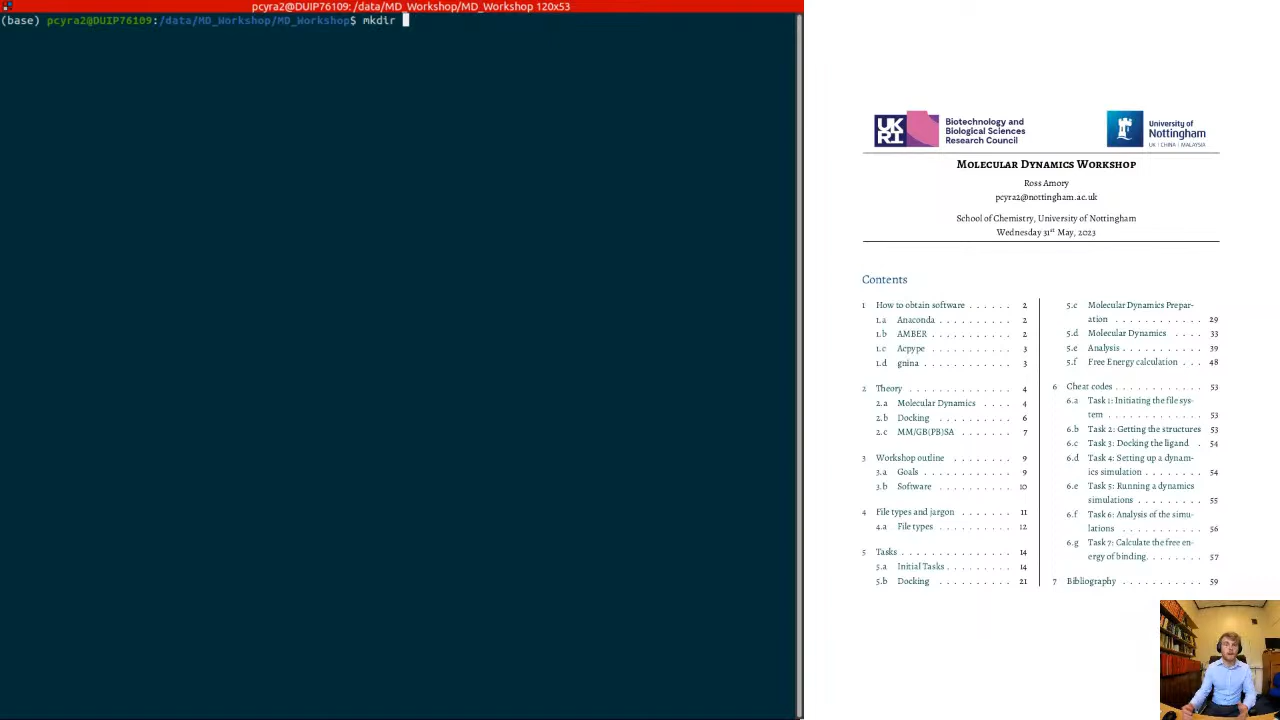 pcyra2@DUIP76109: /data/MD_Workshop/MD_Workshop 120x53
(base) pcyra2@DUIP76109:/data/MD_Workshop/MD_Workshop$ mkdir
UK
RI
Biotechnology and
Biological Sciences
Research Council
University of
Nottingham
UK | CHINA | MALAYSIA
MOLECULAR DYNAMICS WORKSHOP
Ross Amory
pcyra2@nottingham.ac.uk
School of Chemistry, University of Nottingham
Wednesday 31st May, 2023
Contents
1 How to obtain software . . . . . . 2
1.a Anaconda . . . . . . . . . . 2
1.b AMBER . . . . . . . . . . . 2
1.c Acpype . . . . . . . . . . . 3
1.d gnina . . . . . . . . . . . . 3
2 Theory . . . . . . . . . . . . . 4
2.a Molecular Dynamics . . . . 4
2.b Docking . . . . . . . . . . 6
2.c MM/GB(PB)SA . . . . . . . 7
3 Workshop outline . . . . . . . . 9
3.a Goals . . . . . . . . . . . . 9
3.b Software . . . . . . . . . . 10
4 File types and jargon . . . . . . . 11
4.a File types . . . . . . . . . . 12
5 Tasks . . . . . . . . . . . . . . 14
5.a Initial Tasks . . . . . . . . . 14
5.b Docking . . . . . . . . . . 21
5.c Molecular Dynamics Prepar-
ation . . . . . . . . . . . . 29
5.d Molecular Dynamics . . . . 33
5.e Analysis . . . . . . . . . . . 39
5.f Free Energy calculation . . . 48
6 Cheat codes . . . . . . . . . . . . 53
6.a Task 1: Initiating the file sys-
tem . . . . . . . . . . . . . 53
6.b Task 2: Getting the structures 53
6.c Task 3: Docking the ligand . 54
6.d Task 4: Setting up a dynam-
ics simulation . . . . . . . . 54
6.e Task 5: Running a dynamics
simulations . . . . . . . . . 55
6.f Task 6: Analysis of the simu-
lations . . . . . . . . . . . 56
6.g Task 7: Calculate the free en-
ergy of binding. . . . . . . . 57
7 Bibliography . . . . . . . . . . . 59